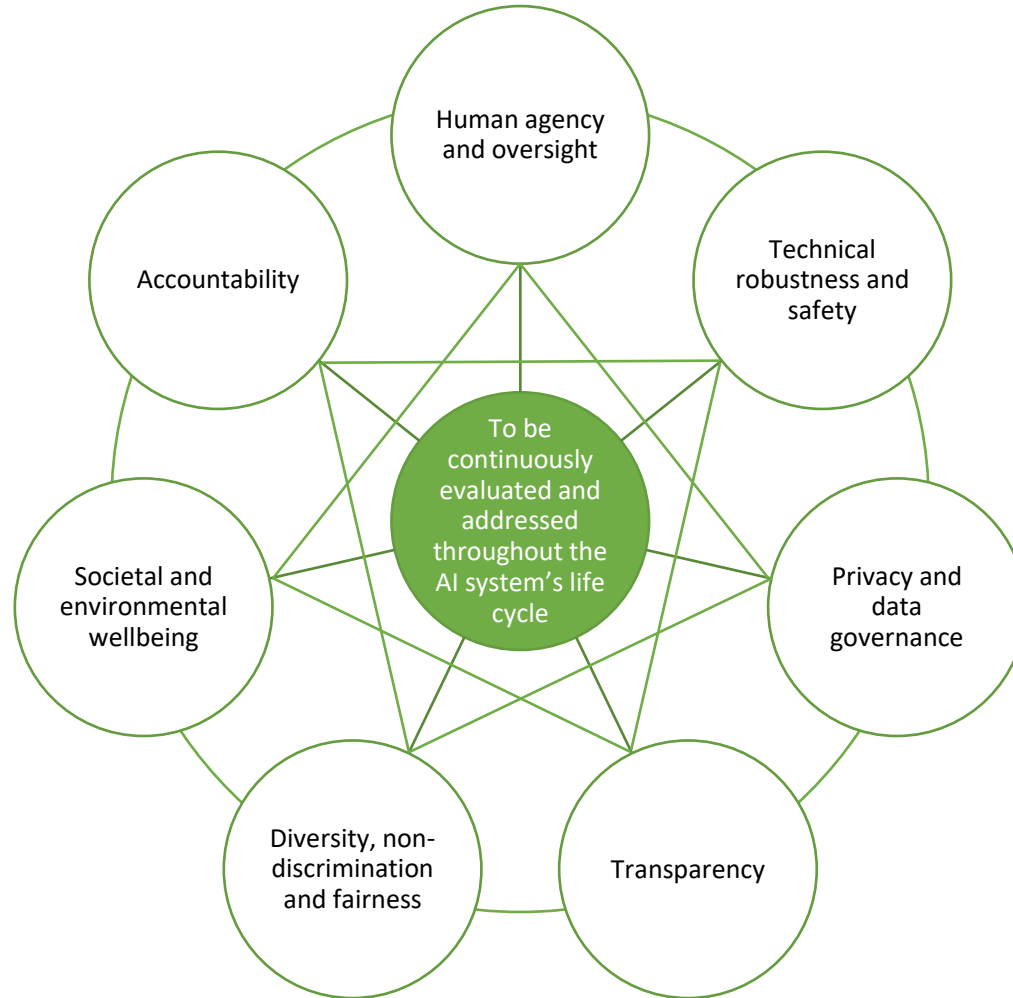 Human agency
and oversight
Technical
robustness and
safety
Privacy and
data
governance
Transparency
Diversity, non-
discrimination
and fairness
Societal and
environmental
wellbeing
Accountability
To be
continuously
evaluated and
addressed
throughout the
AI system’s life
cycle